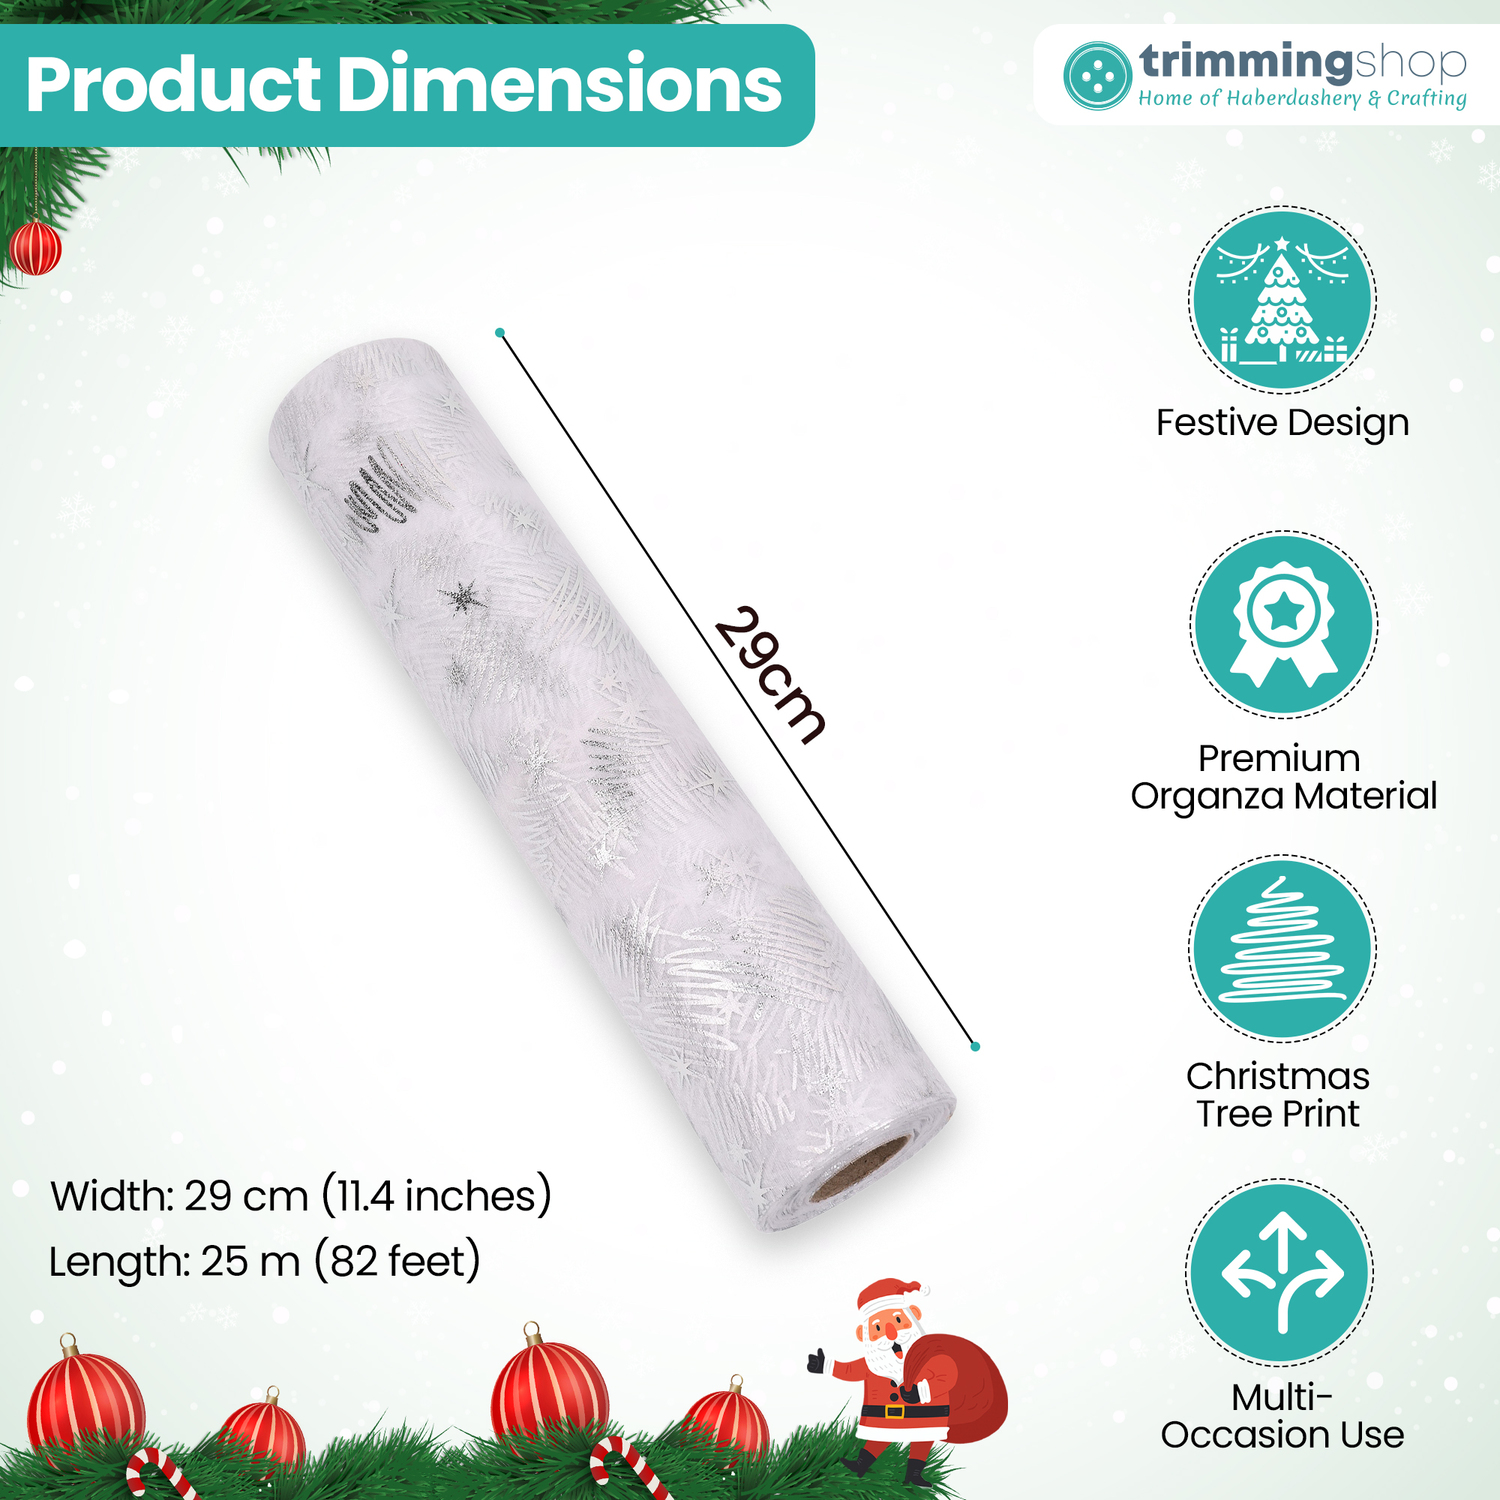 Product Dimensions
trimmingshop
Home of Haberdashery & Crafting
Festive Design
29cm
Premium
Organza Material
Christmas
Tree Print
Width: 29 cm (11.4 inches)
Length: 25 m (82 feet)
Multi-
Occasion Use